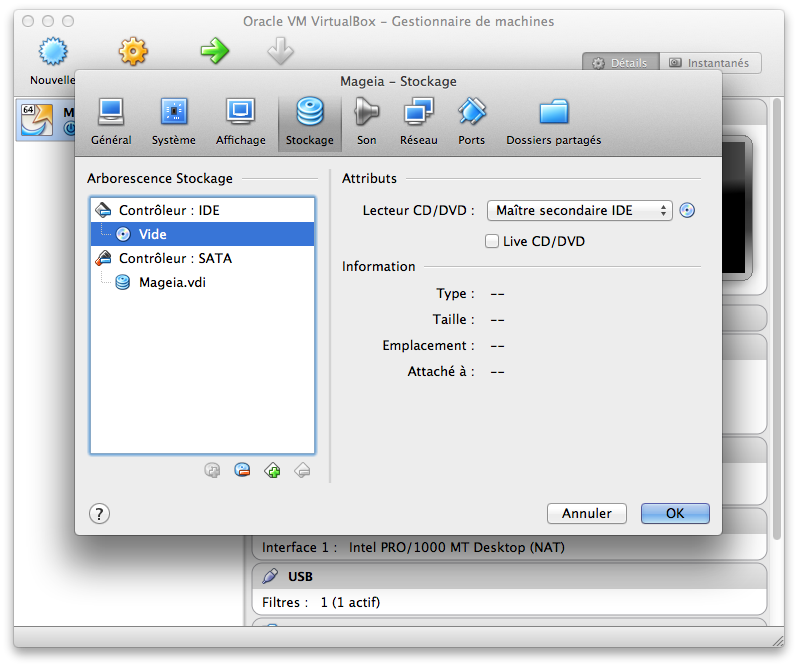 Oracle VM VirtualBox – Gestionnaire de machines
Nouvelle
Détails
Instantanés
64
M
Mageia – Stockage
Général
Système
Affichage
Stockage
Son
Réseau
Ports
Dossiers partagés
Arborescence Stockage
Contrôleur : IDE
Vide
Contrôleur : SATA
Mageia.vdi
Attributs
Lecteur CD/DVD : Maître secondaire IDE
Live CD/DVD
Information
Type : --
Taille : --
Emplacement : --
Attaché à : --
?
Annuler
OK
Interface 1 : Intel PRO/1000 MT Desktop (NAT)
USB
Filtres : 1 (1 actif)